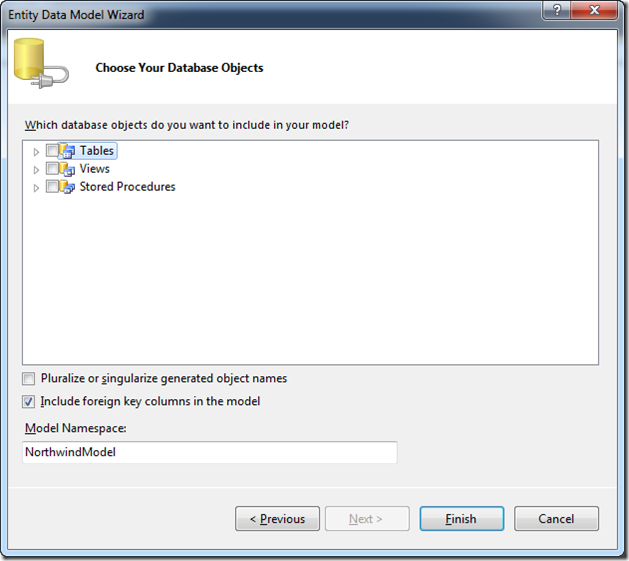 Entity Data Model Wizard
?
Choose Your Database Objects
Which database objects do you want to include in your model?
Tables
Views
Stored Procedures
Pluralize or singularize generated object names
Include foreign key columns in the model
Model Namespace:
NorthwindModel
< Previous
Next >
Finish
Cancel